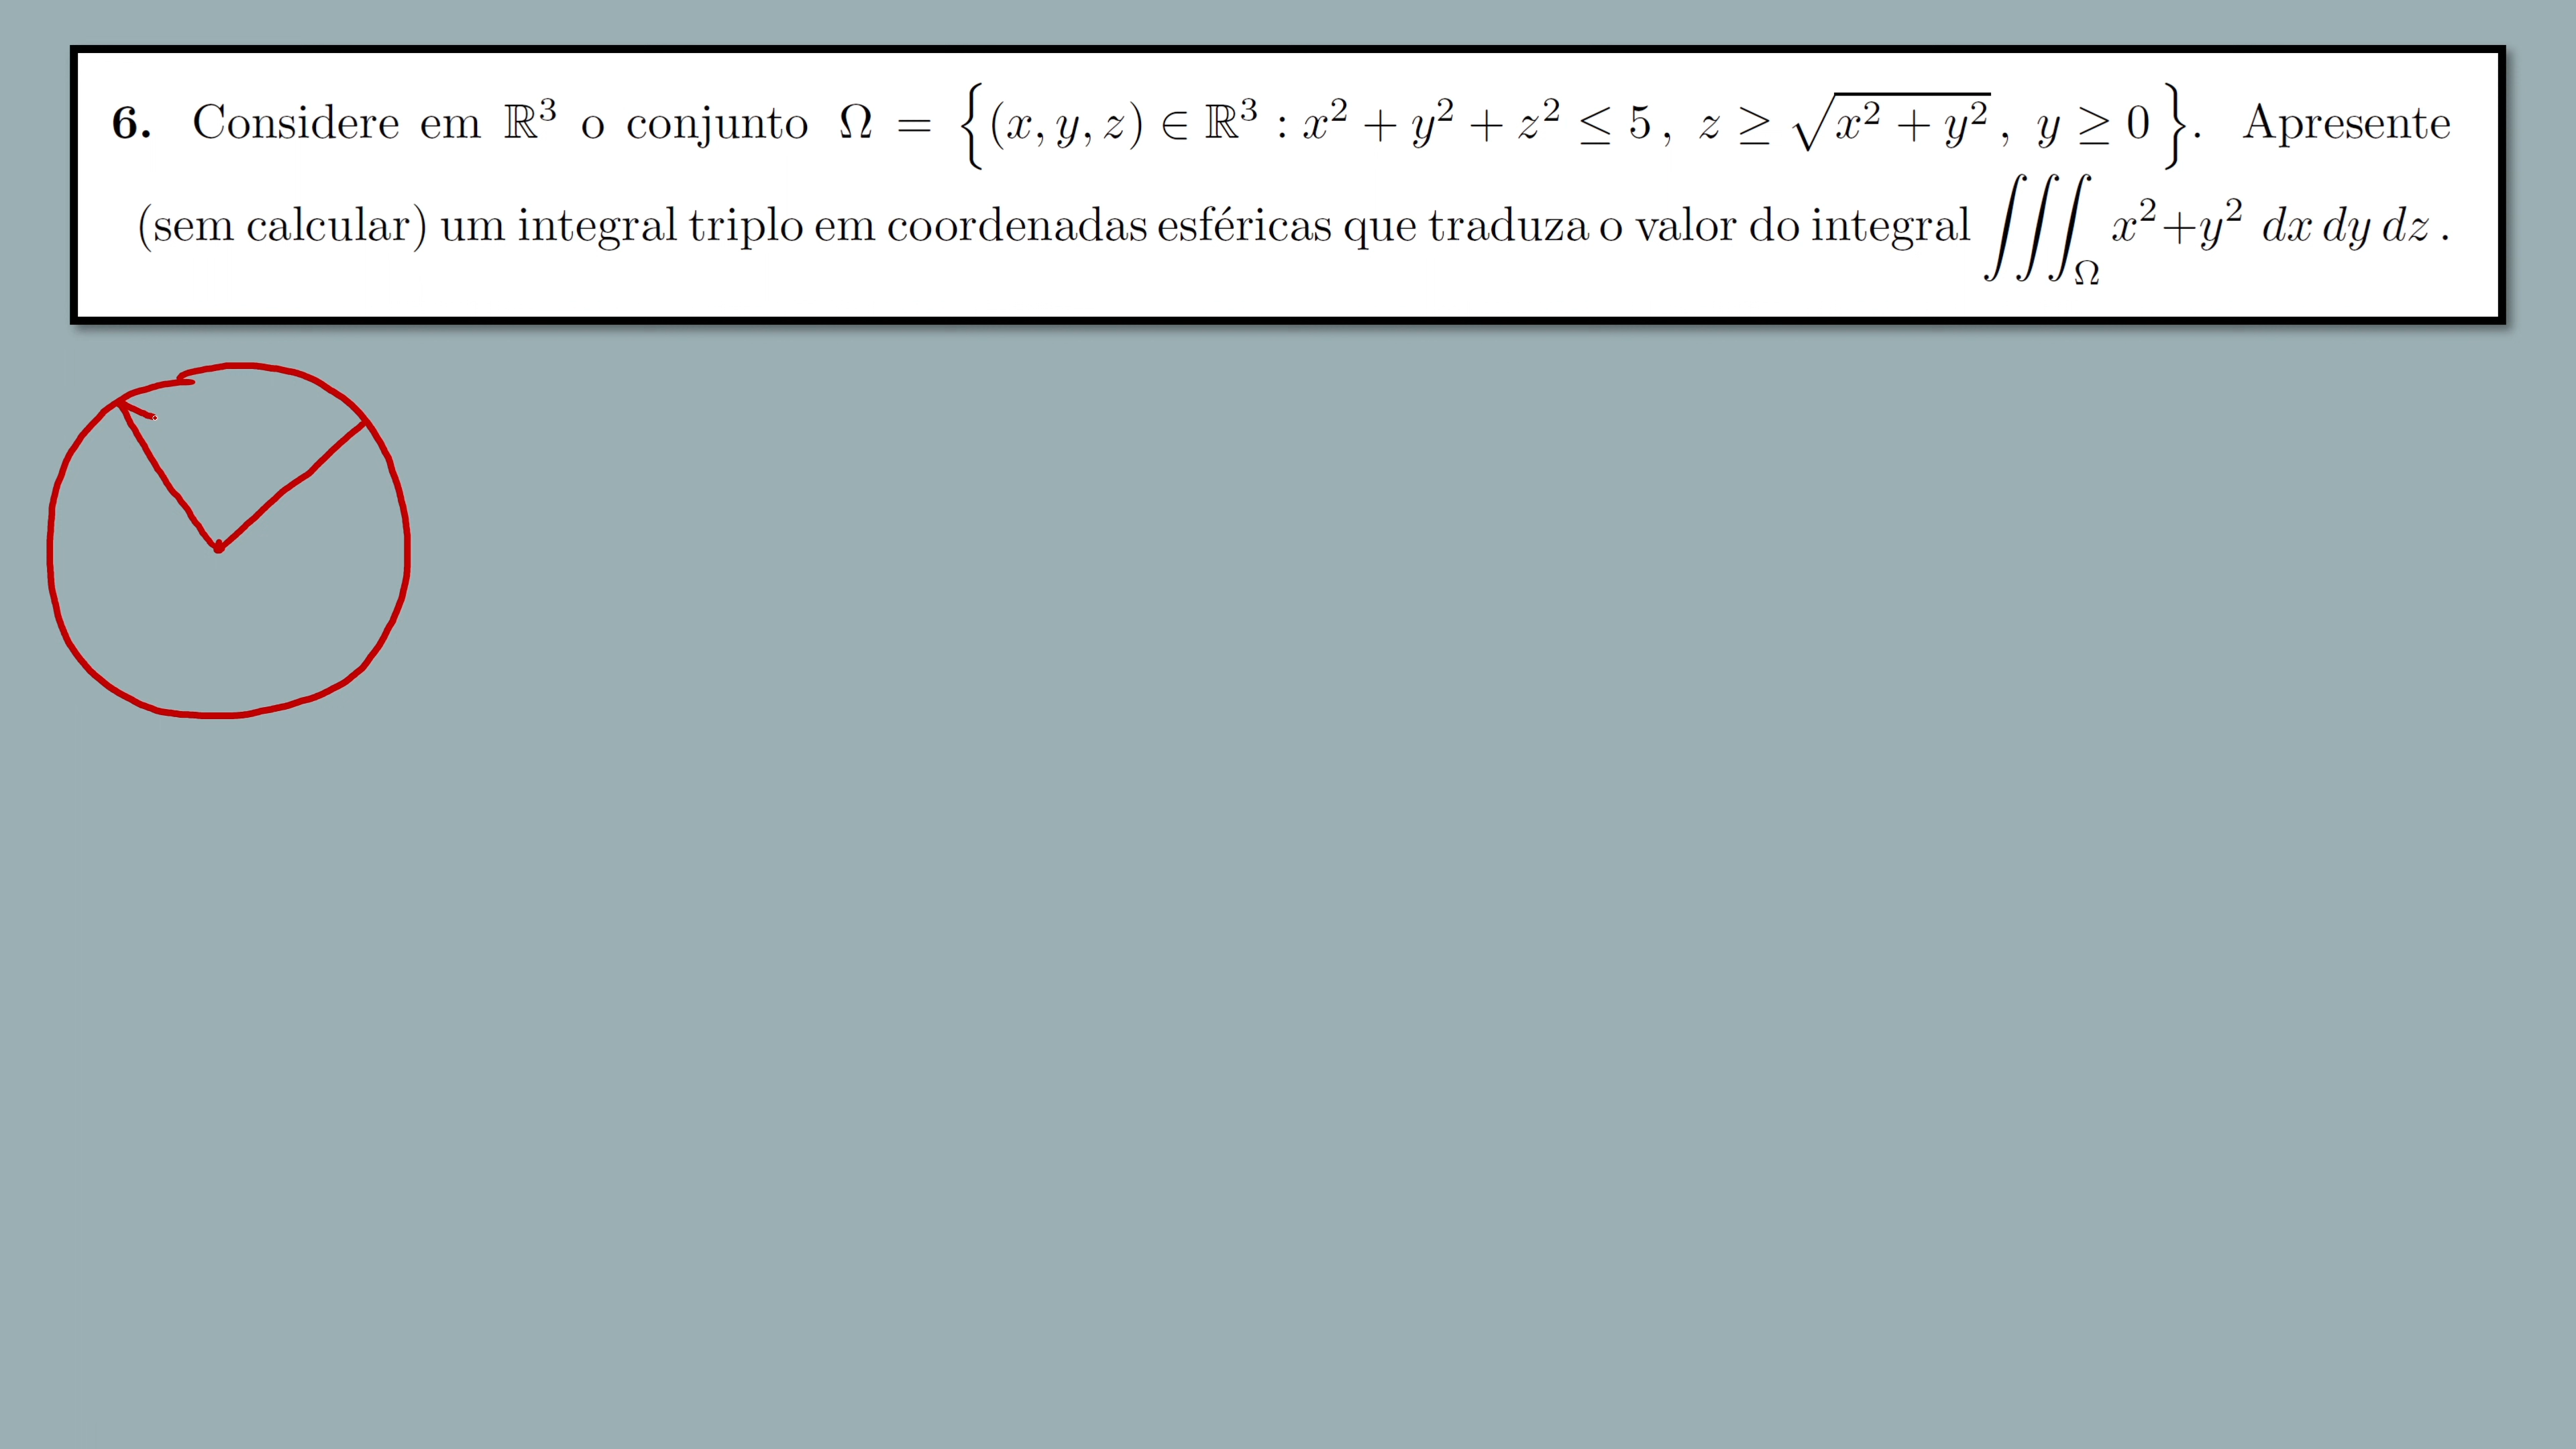 6. Considere em ℝ³ o conjunto Ω = {(x, y, z) ∈ ℝ³ : x² + y² + z² ≤ 5, z ≥ √(x² + y²), y ≥ 0}. Apresente
(sem calcular) um integral triplo em coordenadas esféricas que traduza o valor do integral ∭_Ω x²+y² dx dy dz.